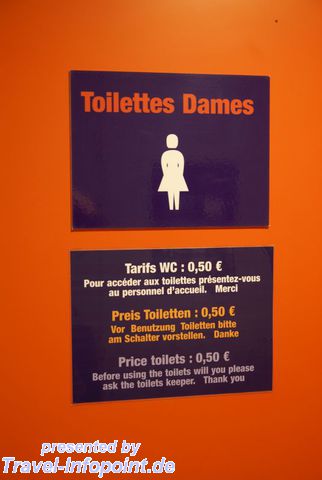 Toilettes Dames
Tarifs WC : 0,50 €
Pour accéder aux toilettes présentez-vous
au personnel d'accueil. Merci
Preis Toiletten : 0,50 €
Vor Benutzung Toiletten bitte
am Schalter vorstellen. Danke
Price toilets : 0,50 €
Before using the toilets will you please
ask the toilets keeper. Thank you
presented by
Travel-Infopoint.de